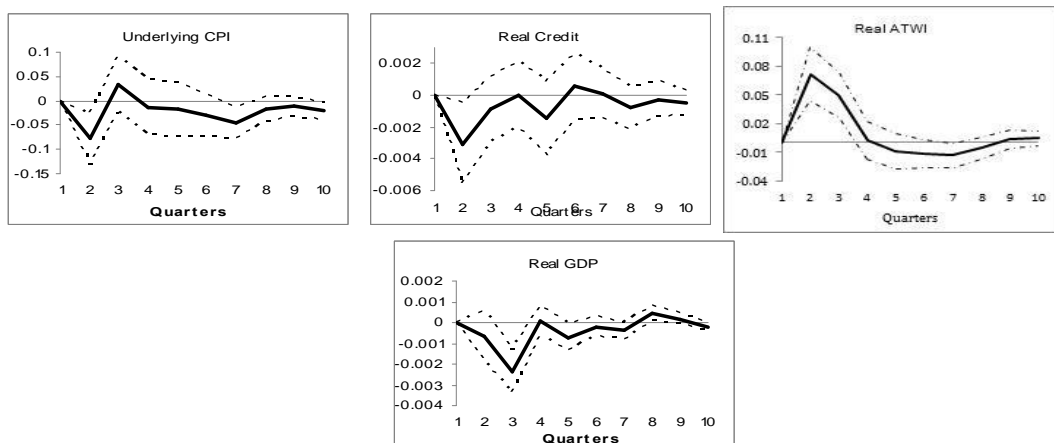 Underlying CPI
0.1
0.05
0
-0.05
-0.1
-0.15
1 2 3 4 5 6 7 8 9 10
Quarters
Real Credit
0.002
0
-0.002
-0.004
-0.006
1 2 3 4 5 6 7 8 9 10
Quarters
Real ATWI
0.11
0.08
0.05
0.02
-0.01
-0.04
1 2 3 4 5 6 7 8 9 10
Quarters
Real GDP
0.002
0.001
0
-0.001
-0.002
-0.003
-0.004
1 2 3 4 5 6 7 8 9 10
Quarters